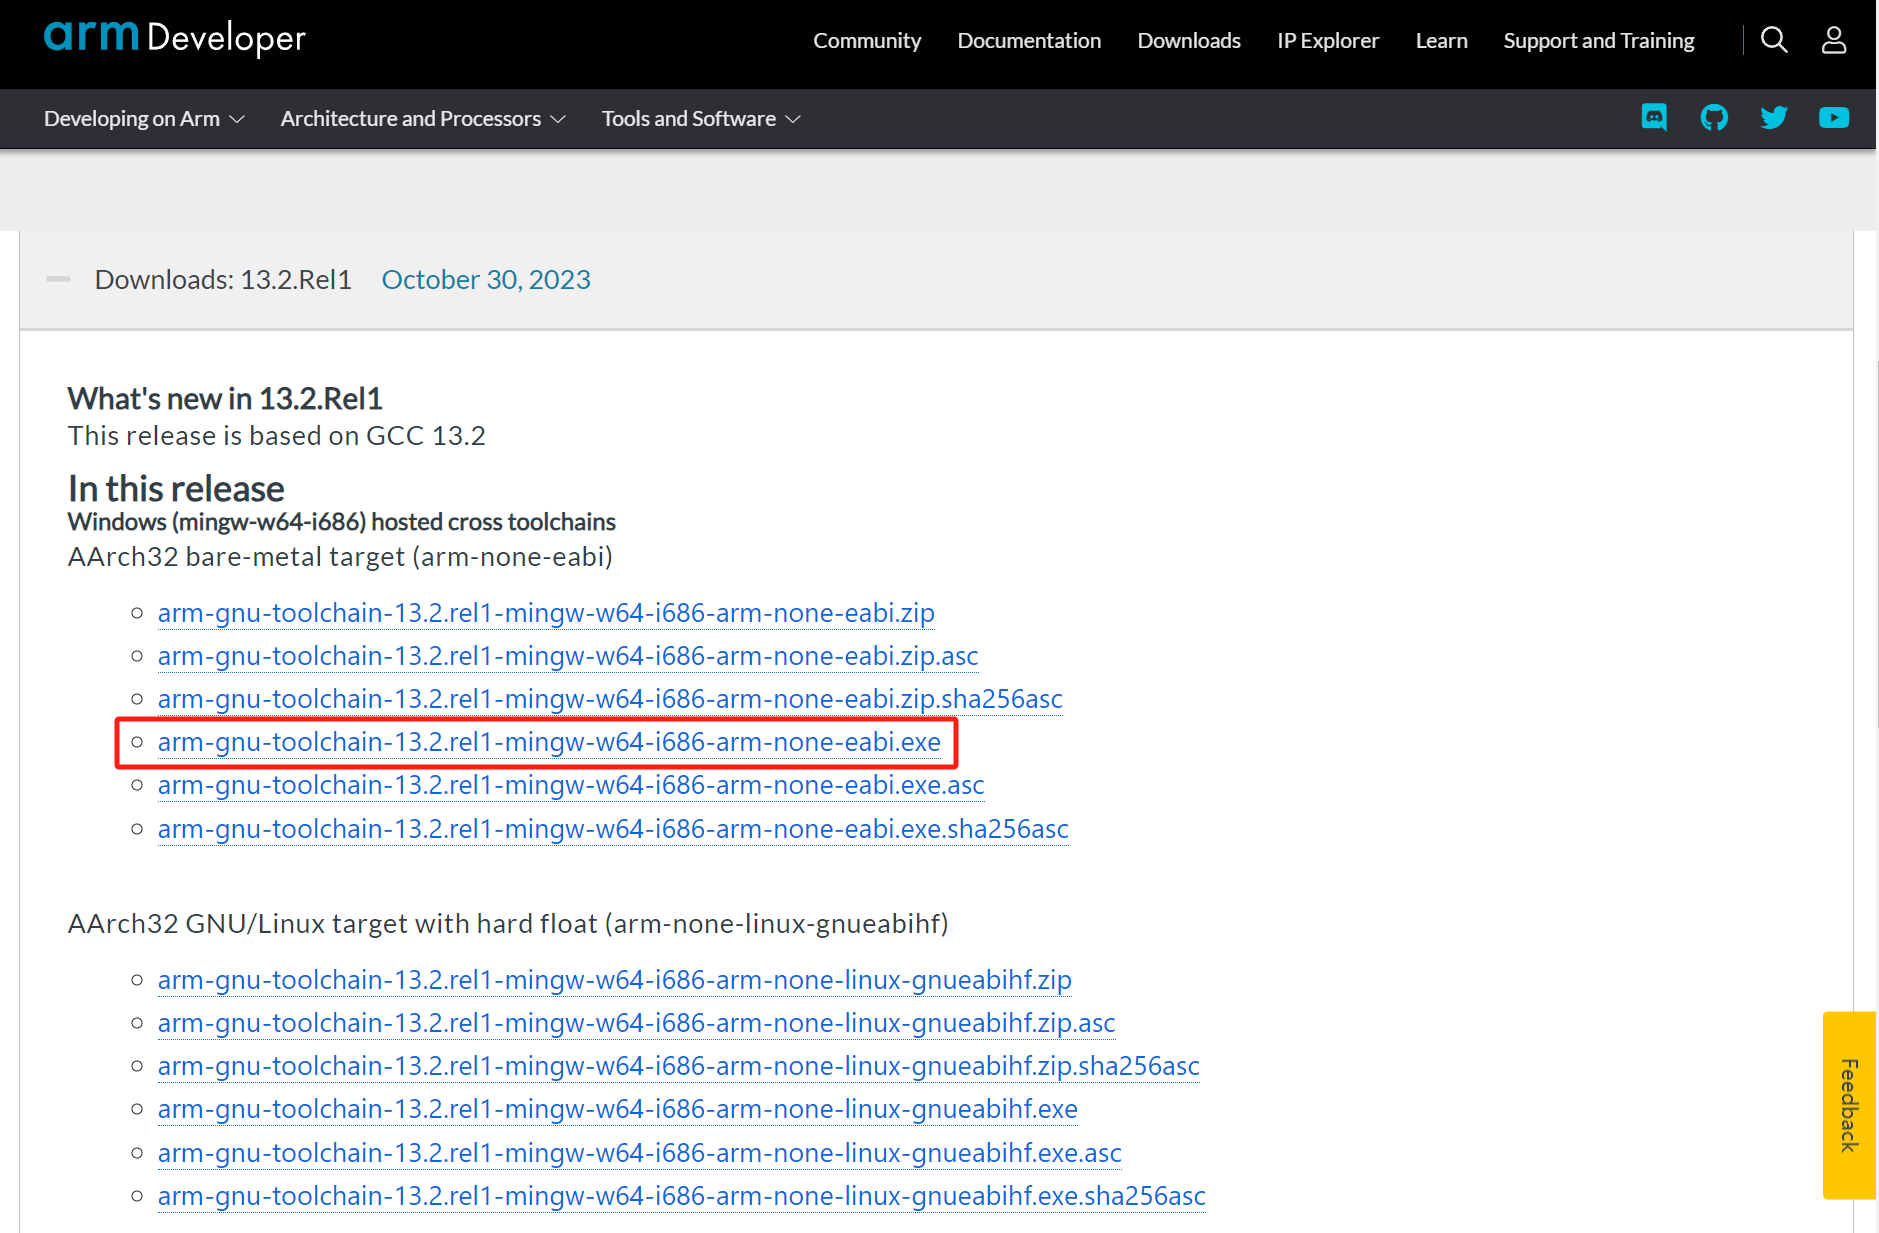 arm Developer
Community Documentation Downloads IP Explorer Learn Support and Training
Developing on Arm Architecture and Processors Tools and Software
Downloads: 13.2.Rel1 October 30, 2023
What's new in 13.2.Rel1
This release is based on GCC 13.2
In this release
Windows (mingw-w64-i686) hosted cross toolchains
AArch32 bare-metal target (arm-none-eabi)
arm-gnu-toolchain-13.2.rel1-mingw-w64-i686-arm-none-eabi.zip
arm-gnu-toolchain-13.2.rel1-mingw-w64-i686-arm-none-eabi.zip.asc
arm-gnu-toolchain-13.2.rel1-mingw-w64-i686-arm-none-eabi.zip.sha256asc
arm-gnu-toolchain-13.2.rel1-mingw-w64-i686-arm-none-eabi.exe
arm-gnu-toolchain-13.2.rel1-mingw-w64-i686-arm-none-eabi.exe.asc
arm-gnu-toolchain-13.2.rel1-mingw-w64-i686-arm-none-eabi.exe.sha256asc
AArch32 GNU/Linux target with hard float (arm-none-linux-gnueabihf)
arm-gnu-toolchain-13.2.rel1-mingw-w64-i686-arm-none-linux-gnueabihf.zip
arm-gnu-toolchain-13.2.rel1-mingw-w64-i686-arm-none-linux-gnueabihf.zip.asc
arm-gnu-toolchain-13.2.rel1-mingw-w64-i686-arm-none-linux-gnueabihf.zip.sha256asc
arm-gnu-toolchain-13.2.rel1-mingw-w64-i686-arm-none-linux-gnueabihf.exe
arm-gnu-toolchain-13.2.rel1-mingw-w64-i686-arm-none-linux-gnueabihf.exe.asc
arm-gnu-toolchain-13.2.rel1-mingw-w64-i686-arm-none-linux-gnueabihf.exe.sha256asc
Feedback